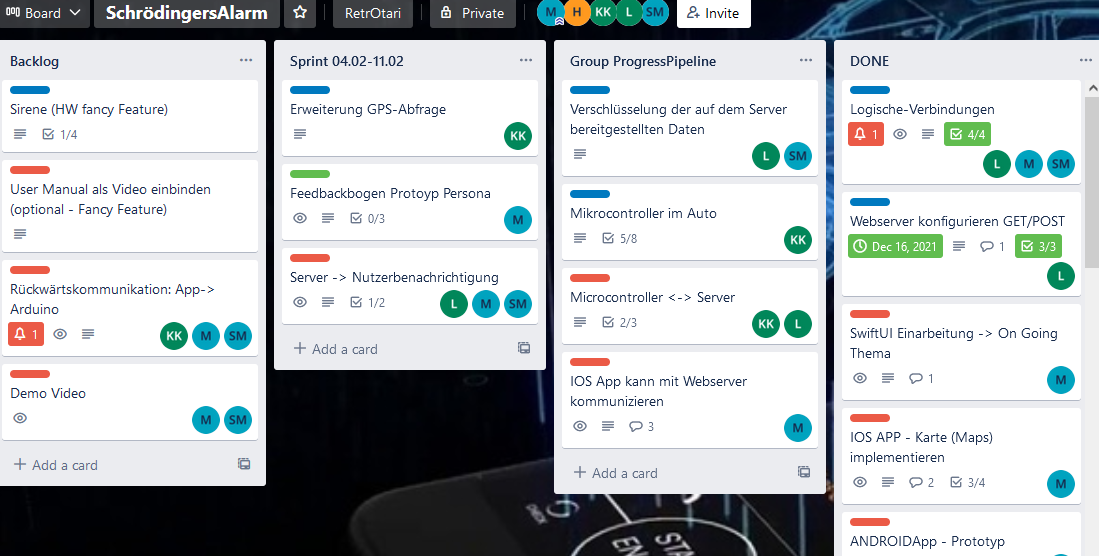 Board
SchrödingersAlarm
RetrOtari
Private
M
H
KK
L
SM
Invite
Backlog
Sirene (HW fancy Feature)
1/4
User Manual als Video einbinden
(optional - Fancy Feature)
Rückwärtskommunikation: App->
Arduino
1
KK M SM
Demo Video
M SM
+ Add a card
Sprint 04.02-11.02
Erweiterung GPS-Abfrage
KK
Feedbackbogen Protoyp Persona
0/3
M
Server -> Nutzerbenachrichtigung
1/2
L M SM
+ Add a card
Group ProgressPipeline
Verschlüsselung der auf dem Server
bereitgestellten Daten
L SM
Mikrocontroller im Auto
5/8
KK
Microcontroller <-> Server
2/3
KK L
IOS App kann mit Webserver
kommunizieren
3
M
+ Add a card
DONE
Logische-Verbindungen
1 4/4
L M SM
Webserver konfigurieren GET/POST
Dec 16, 2021 1 3/3
L
SwiftUI Einarbeitung -> On Going
Thema
1
M
IOS APP - Karte (Maps)
implementieren
2 3/4
M
ANDROIDApp - Prototyp
CHECK